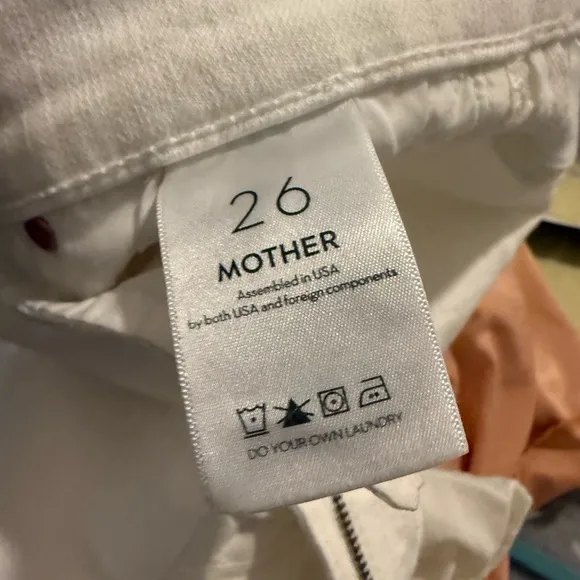 26
MOTHER
Assembled in USA
by both USA and foreign components
DO YOUR OWN LAUNDRY